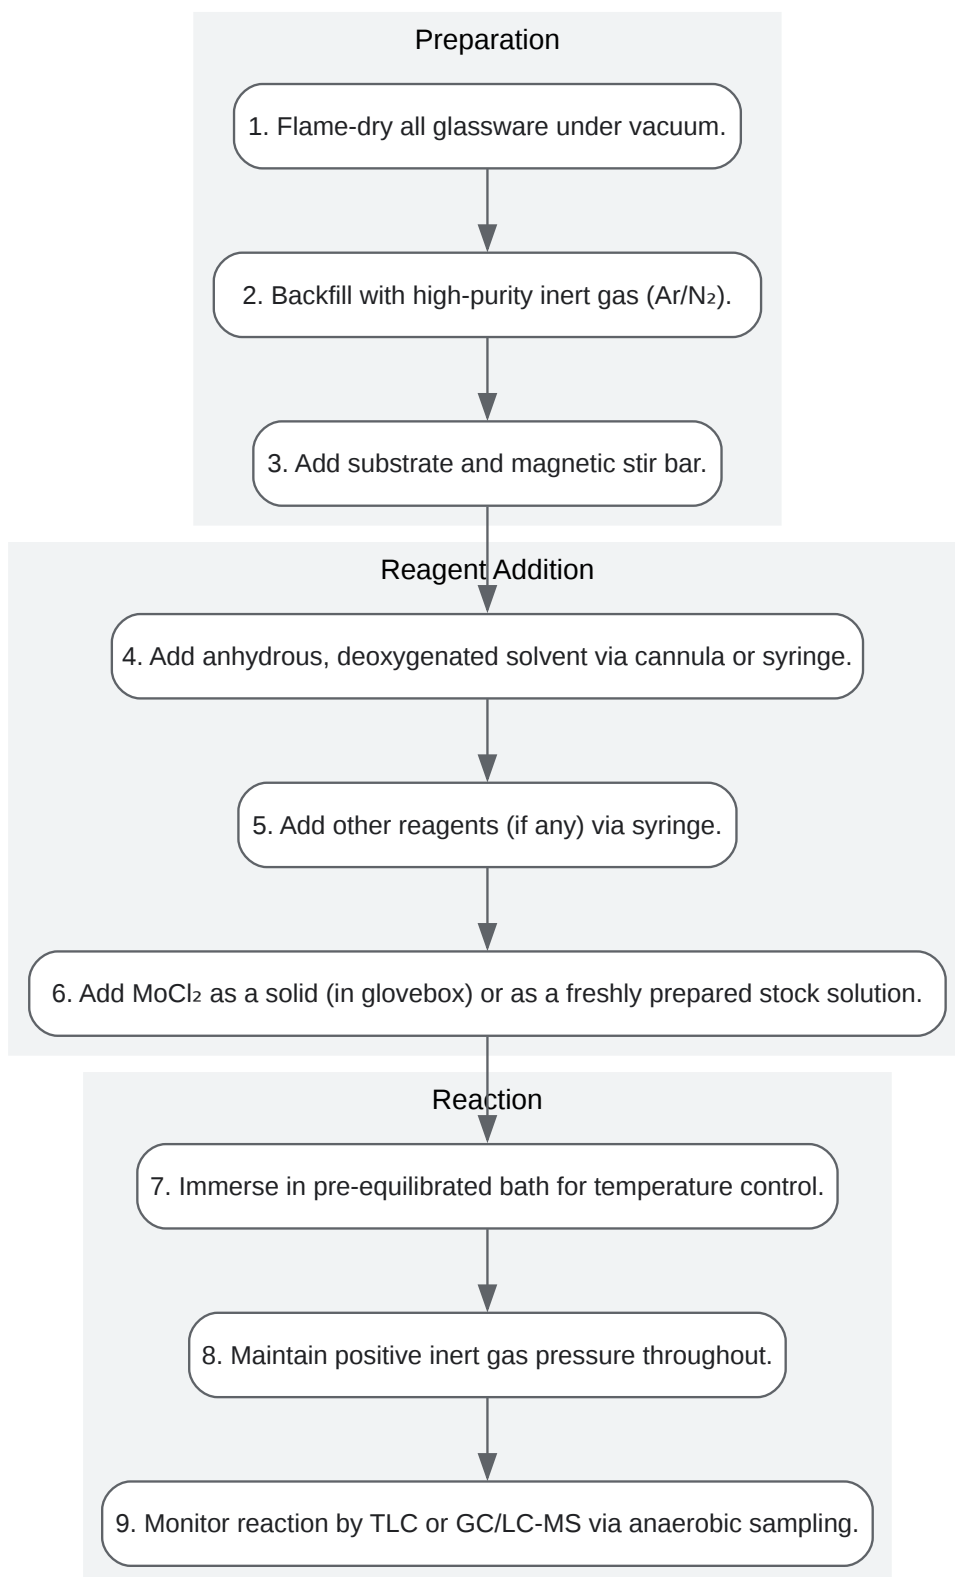 Preparation
1. Flame-dry all glassware under vacuum.
2. Backfill with high-purity inert gas (Ar/N₂).
3. Add substrate and magnetic stir bar.
Reagent Addition
4. Add anhydrous, deoxygenated solvent via cannula or syringe.
5. Add other reagents (if any) via syringe.
6. Add MoCl₂ as a solid (in glovebox) or as a freshly prepared stock solution.
Reaction
7. Immerse in pre-equilibrated bath for temperature control.
8. Maintain positive inert gas pressure throughout.
9. Monitor reaction by TLC or GC/LC-MS via anaerobic sampling.